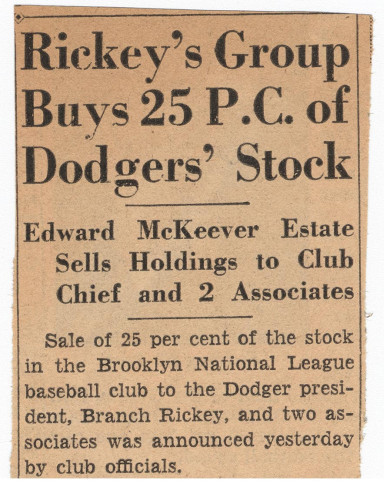 Rickey's Group
Buys 25 P.C. of
Dodgers' Stock
Edward McKeever Estate
Sells Holdings to Club
Chief and 2 Associates
Sale of 25 per cent of the stock
in the Brooklyn National League
baseball club to the Dodger presi-
dent, Branch Rickey, and two as-
sociates was announced yesterday
by club officials.